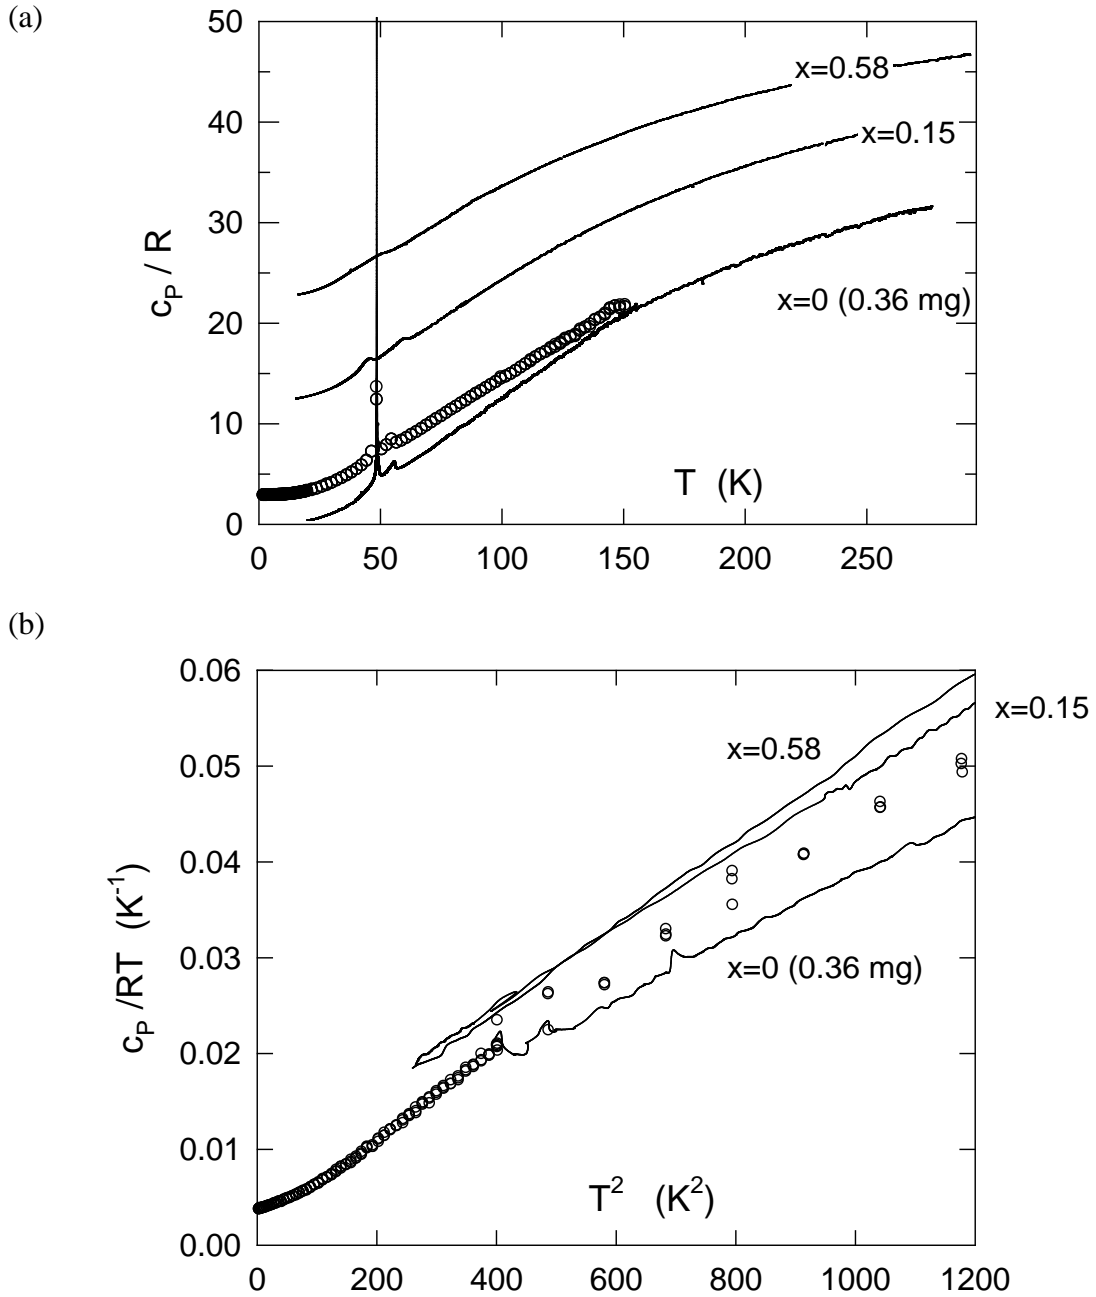 (a)
50
40
30
20
10
0
c_P / R
x=0.58
x=0.15
x=0 (0.36 mg)
T (K)
0 50 100 150 200 250
(b)
0.06
0.05
0.04
0.03
0.02
0.01
0.00
c_P /RT (K^-1)
x=0.15
x=0.58
x=0 (0.36 mg)
T^2 (K^2)
0 200 400 600 800 1000 1200